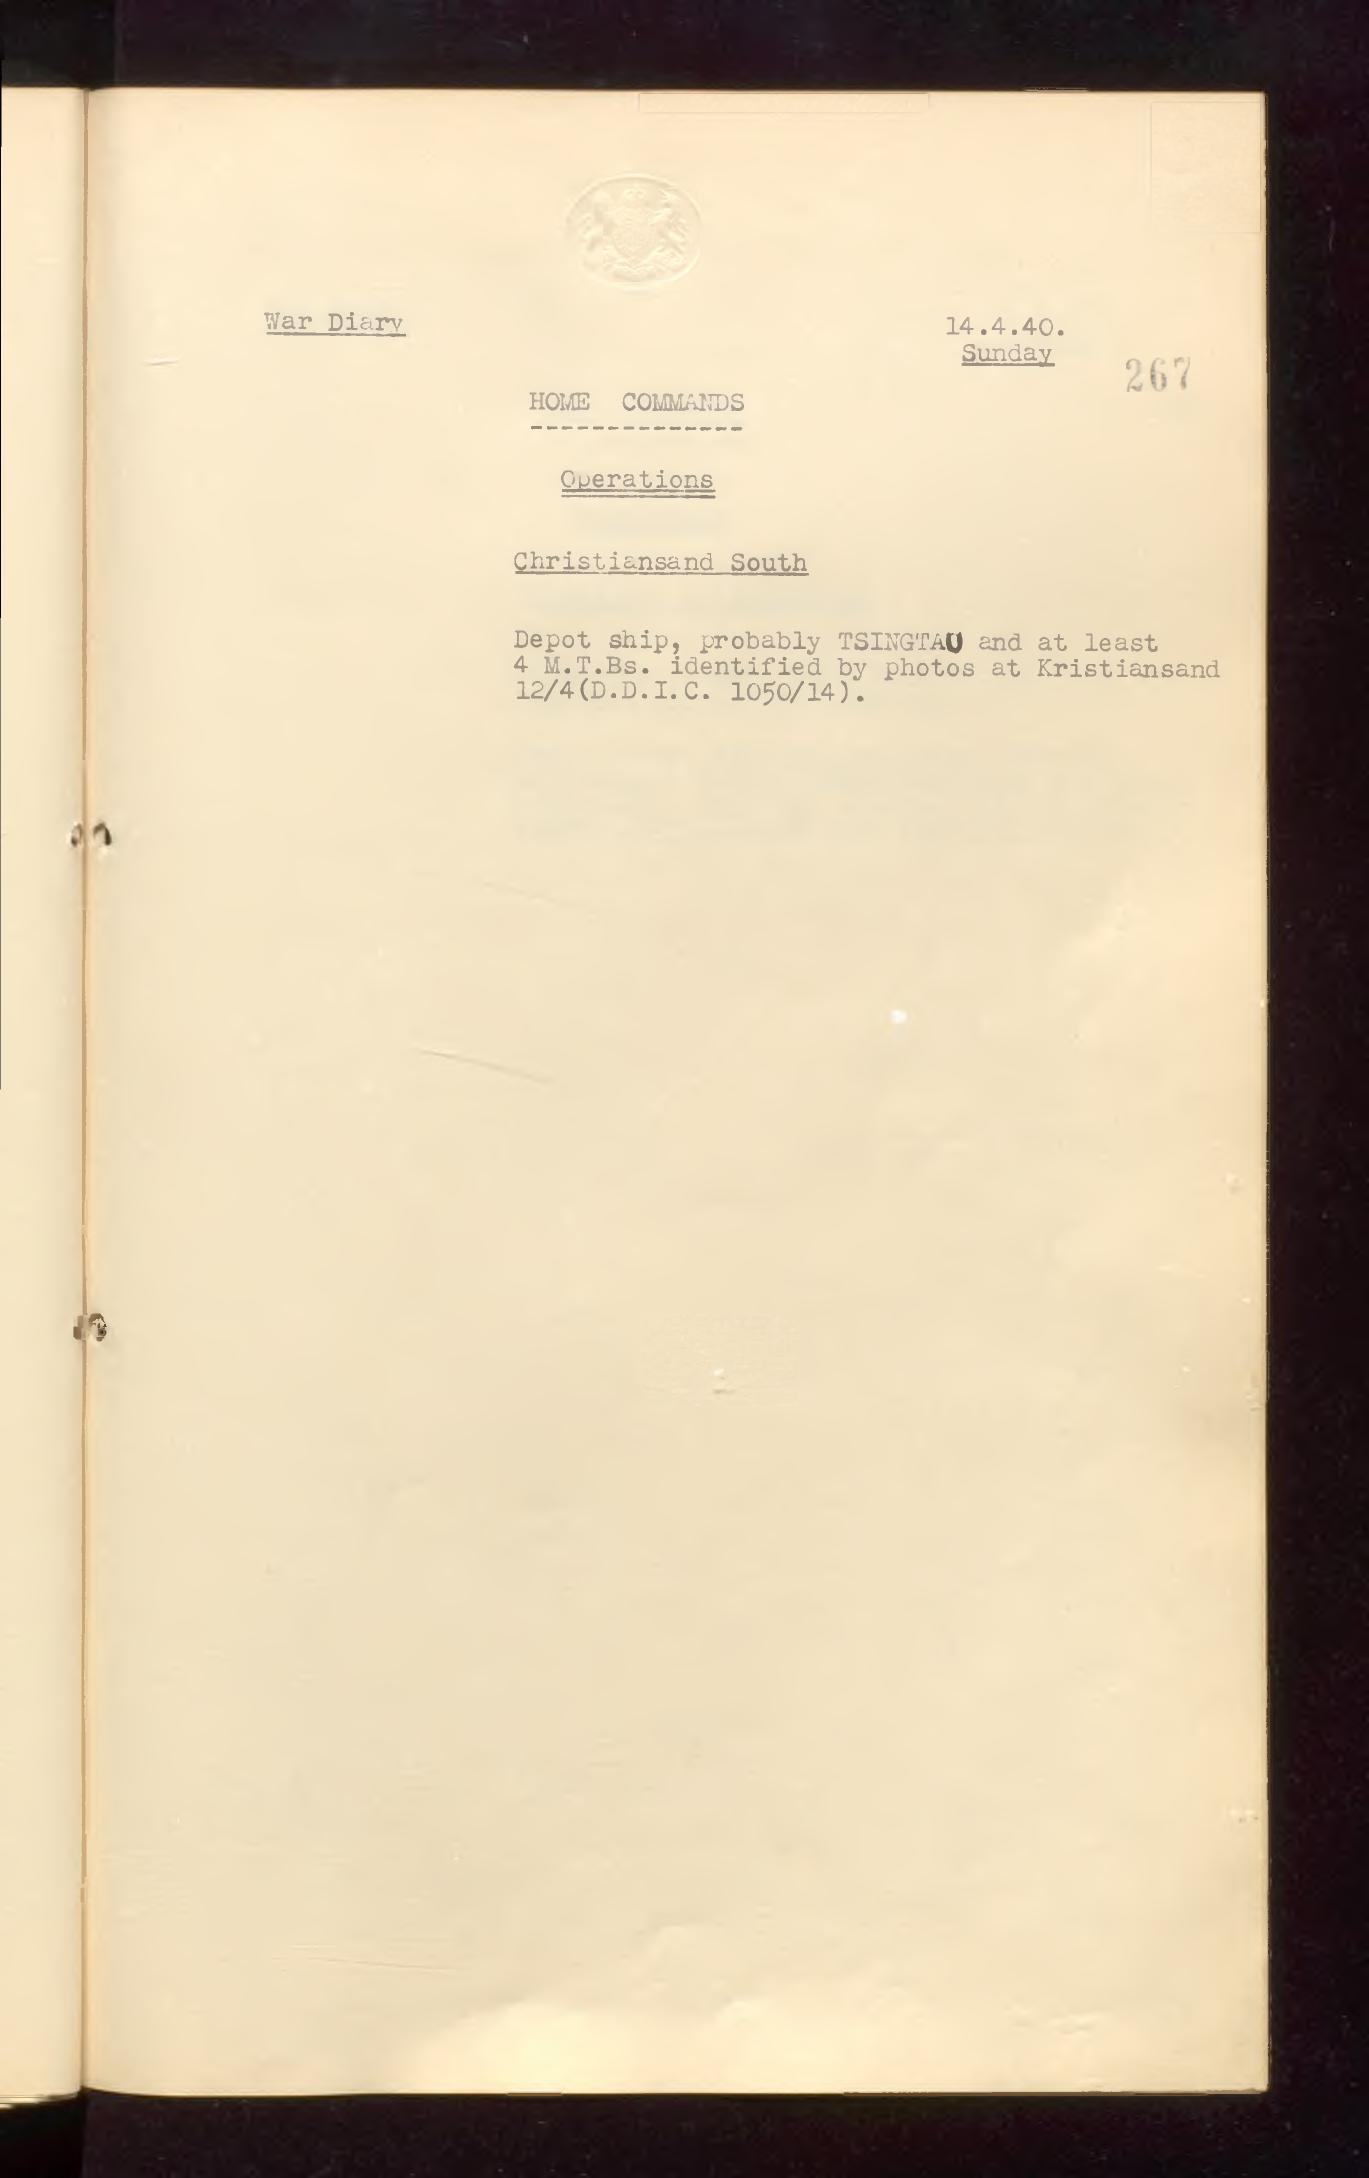 War Diary
14.4.40.
Sunday
267
HOME COMMANDS
--------------
Operations
Christiansand South
Depot ship, probably TSINGTAU and at least
4 M.T.Bs. identified by photos at Kristiansand
12/4(D.D.I.C. 1050/14).